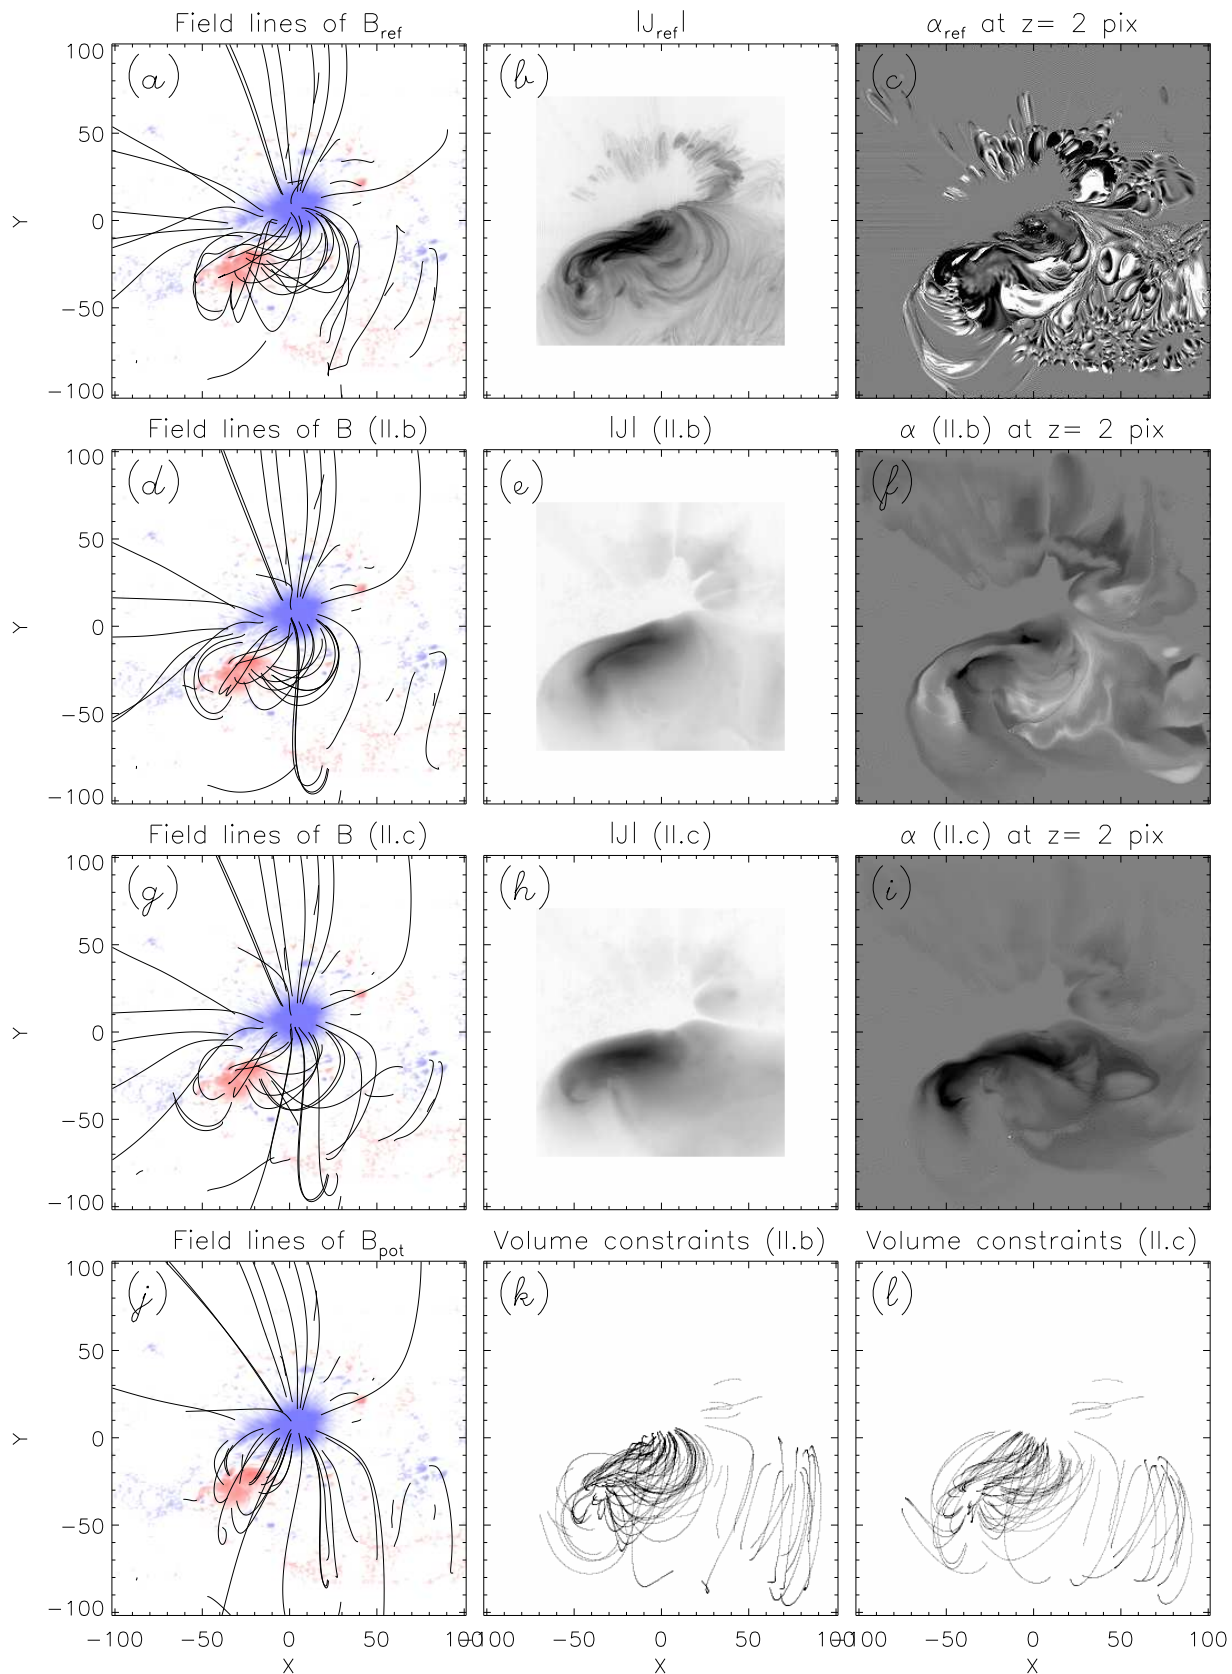 Field lines of B_ref
|J_ref|
α_ref at z= 2 pix
(a)
(b)
(c)
100
50
0
−50
−100
Y
Field lines of B (II.b)
|J| (II.b)
α (II.b) at z= 2 pix
(d)
(e)
(f)
100
50
0
−50
−100
Y
Field lines of B (II.c)
|J| (II.c)
α (II.c) at z= 2 pix
(g)
(h)
(i)
100
50
0
−50
−100
Y
Field lines of B_pot
Volume constraints (II.b)
Volume constraints (II.c)
(j)
(k)
(l)
100
50
0
−50
−100
Y
−100 −50 0 50 100
−100 −50 0 50 100
−100 −50 0 50 100
X
X
X